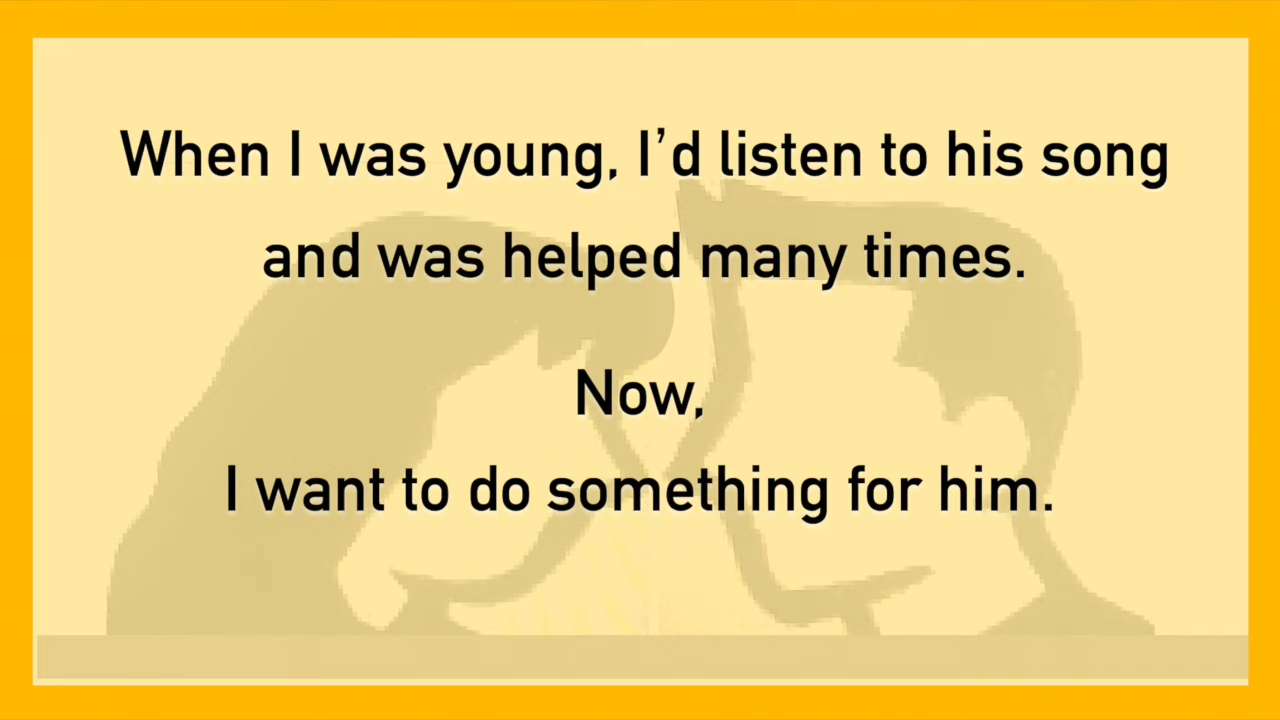 When I was young, I’d listen to his song
and was helped many times.
Now,
I want to do something for him.